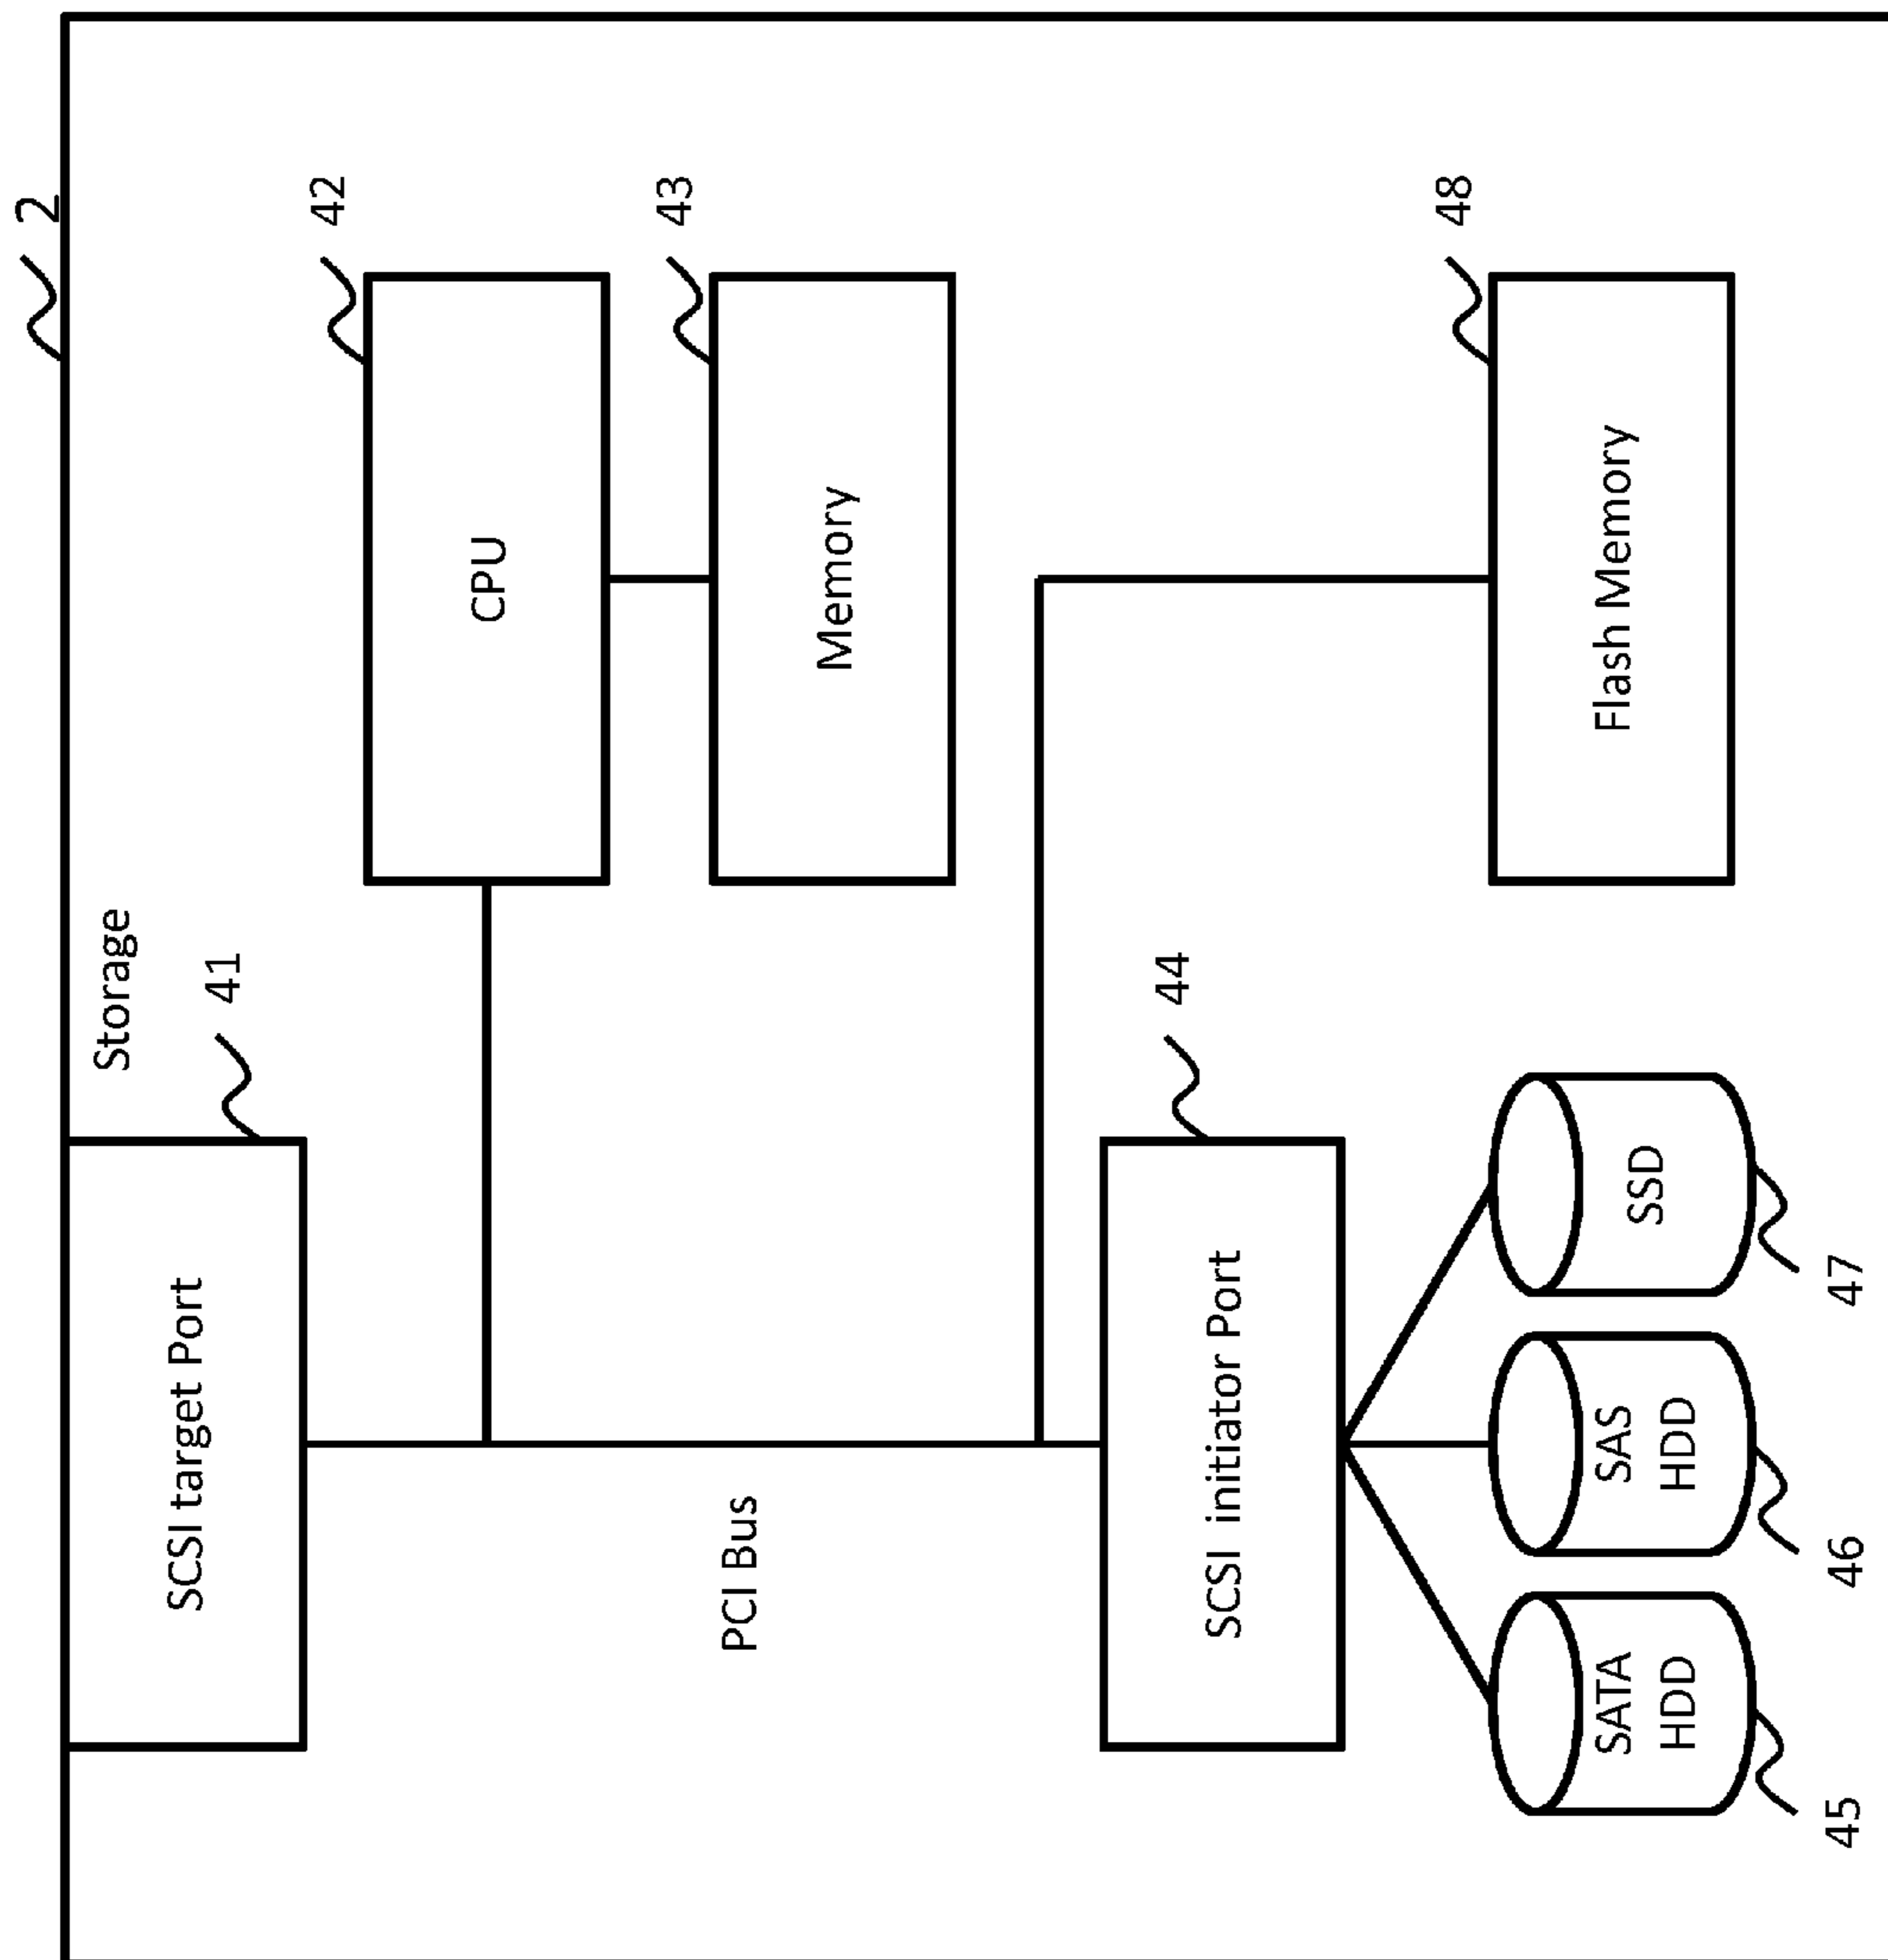 2
Storage
SCSI target Port
41
42
CPU
43
Memory
PCI Bus
44
SCSI initiator Port
48
Flash Memory
SATA
HDD
SAS
HDD
SSD
45
46
47